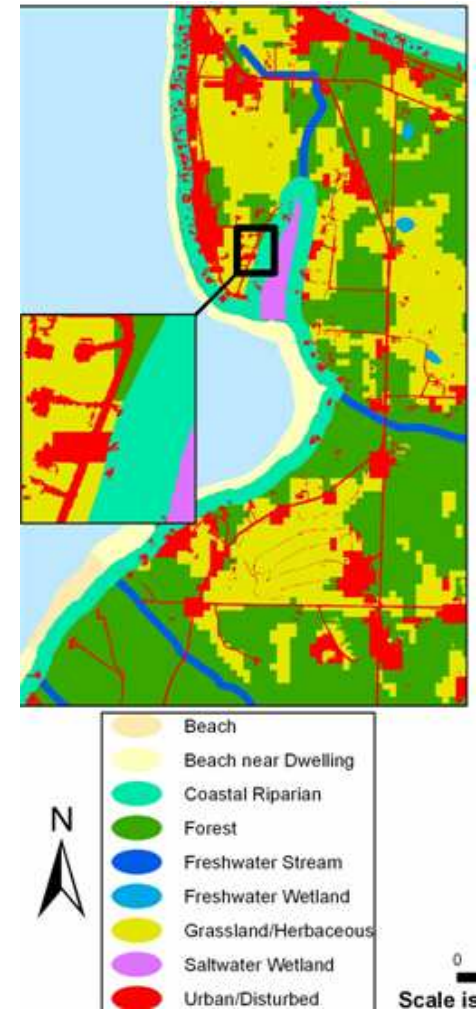 Beach
Beach near Dwelling
Coastal Riparian
N
Forest
Freshwater Stream
Freshwater Wetland
Grassland/Herbaceous
Saltwater Wetland
0
Urban/Disturbed
Scale is